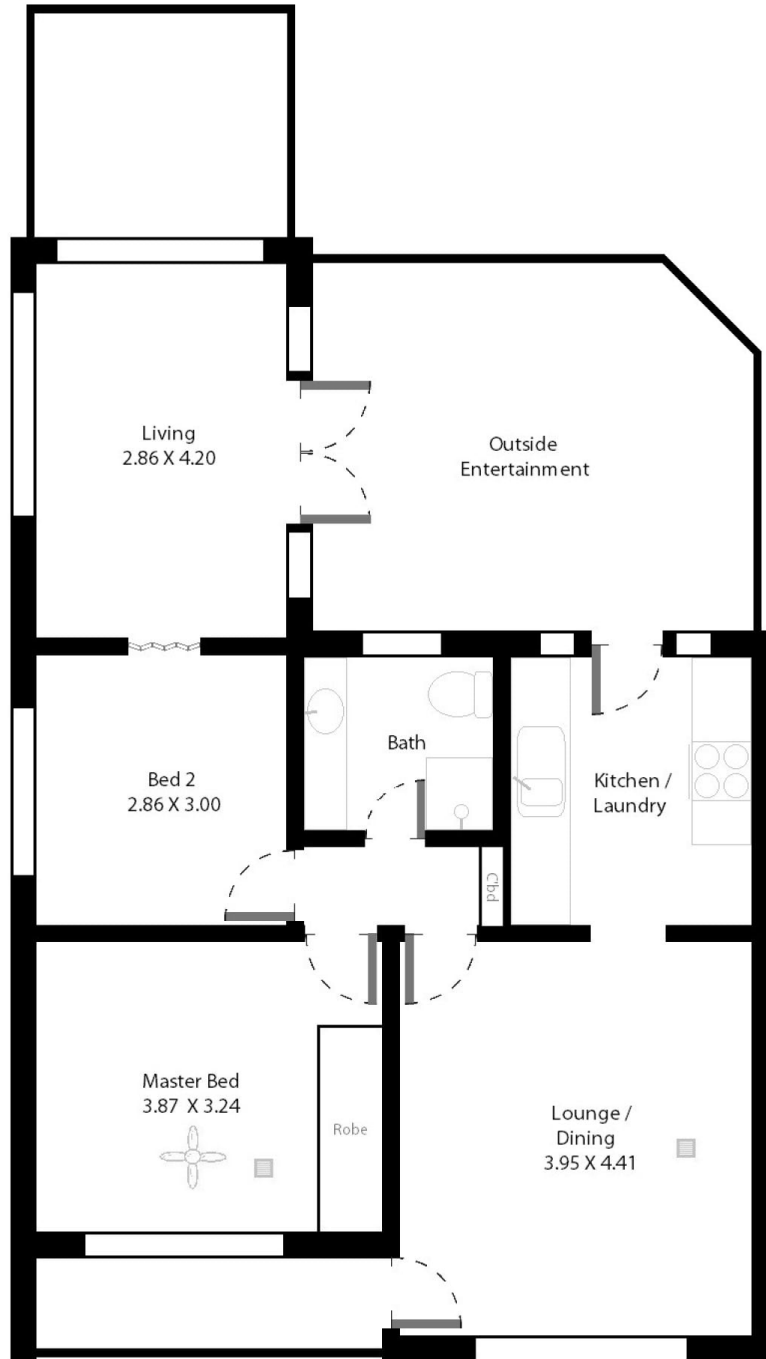 Living
2.86 X 4.20
Outside
Entertainment
Bath
Kitchen /
Laundry
Bed 2
2.86 X 3.00
Cbd
Master Bed
3.87 X 3.24
Robe
Lounge /
Dining
3.95 X 4.41